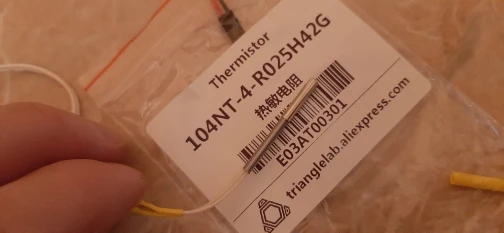 Thermistor
104NT-4-R025H42G
热敏电阻
E03AT00301
trianglelab.aliexpress.com